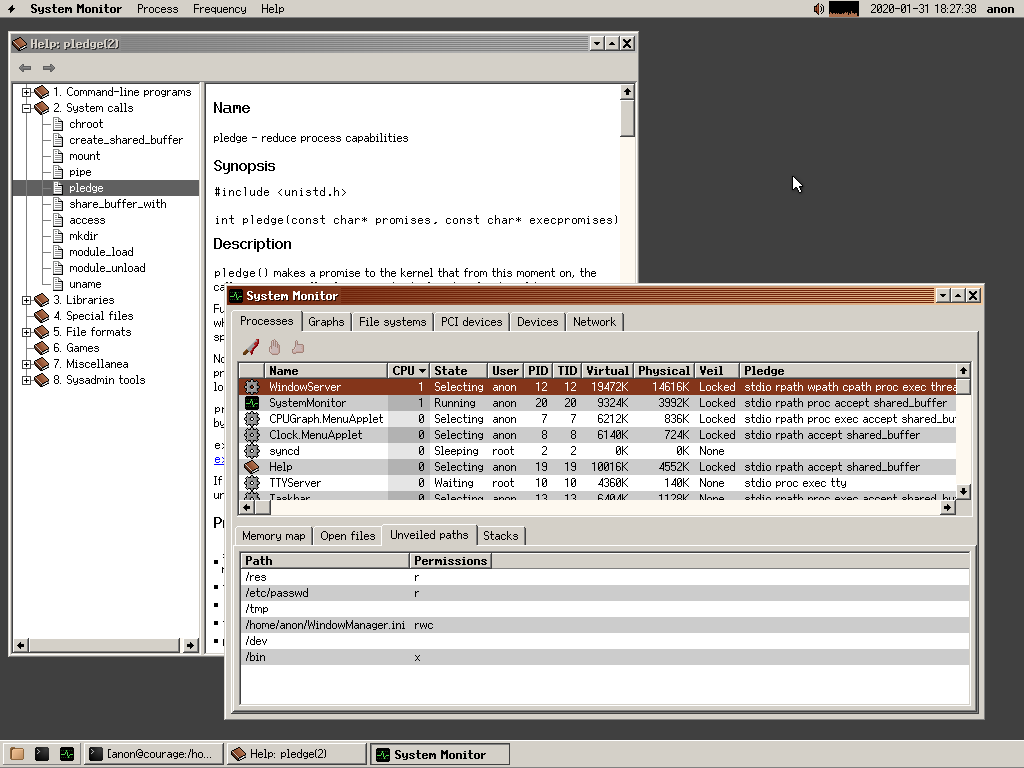 System Monitor Process Frequency Help 2020-01-31 18:27:38 anon
Help: pledge(2)
1. Command-line programs
2. System calls
chroot
create_shared_buffer
mount
pipe
pledge
share_buffer_with
access
mkdir
module_load
module_unload
uname
3. Libraries
4. Special files
5. File formats
6. Games
7. Miscellanea
8. Sysadmin tools
Name
pledge - reduce process capabilities
Synopsis
#include <unistd.h>
int pledge(const char* promises, const char* execpromises)
Description
pledge() makes a promise to the kernel that from this moment on, the
System Monitor
Processes Graphs File systems PCI devices Devices Network
Name CPU State User PID TID Virtual Physical Veil Pledge
WindowServer 1 Selecting anon 12 12 19472K 14616K Locked stdio rpath wpath cpath proc exec threa
SystemMonitor 1 Running anon 20 20 9324K 3992K Locked stdio rpath proc accept shared_buffer
CPUGraph.MenuApplet 0 Selecting anon 7 7 6212K 836K Locked stdio rpath proc exec accept shared_bu
Clock.MenuApplet 0 Selecting anon 8 8 6140K 724K Locked stdio rpath accept shared_buffer
syncd 0 Sleeping root 2 2 0K 0K None
Help 0 Selecting anon 19 19 10016K 4552K Locked stdio rpath accept shared_buffer
TTYServer 0 Waiting root 10 10 4360K 140K None stdio proc exec tty
Taskbar 0 Selecting anon 13 13 6404K 1128K None stdio rpath proc exec accept shared_buffer
Memory map Open files Unveiled paths Stacks
Path Permissions
/res r
/etc/passwd r
/tmp
/home/anon/WindowManager.ini rwc
/dev
/bin x
[anon@courage:/ho... Help: pledge(2) System Monitor